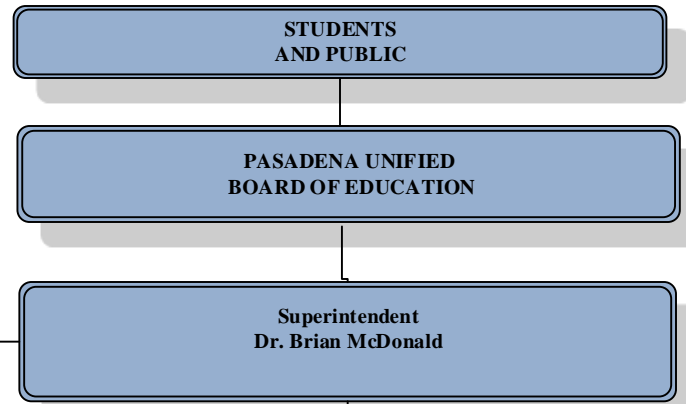 STUDENTS
AND PUBLIC
PASADENA UNIFIED
BOARD OF EDUCATION
Superintendent
Dr. Brian McDonald